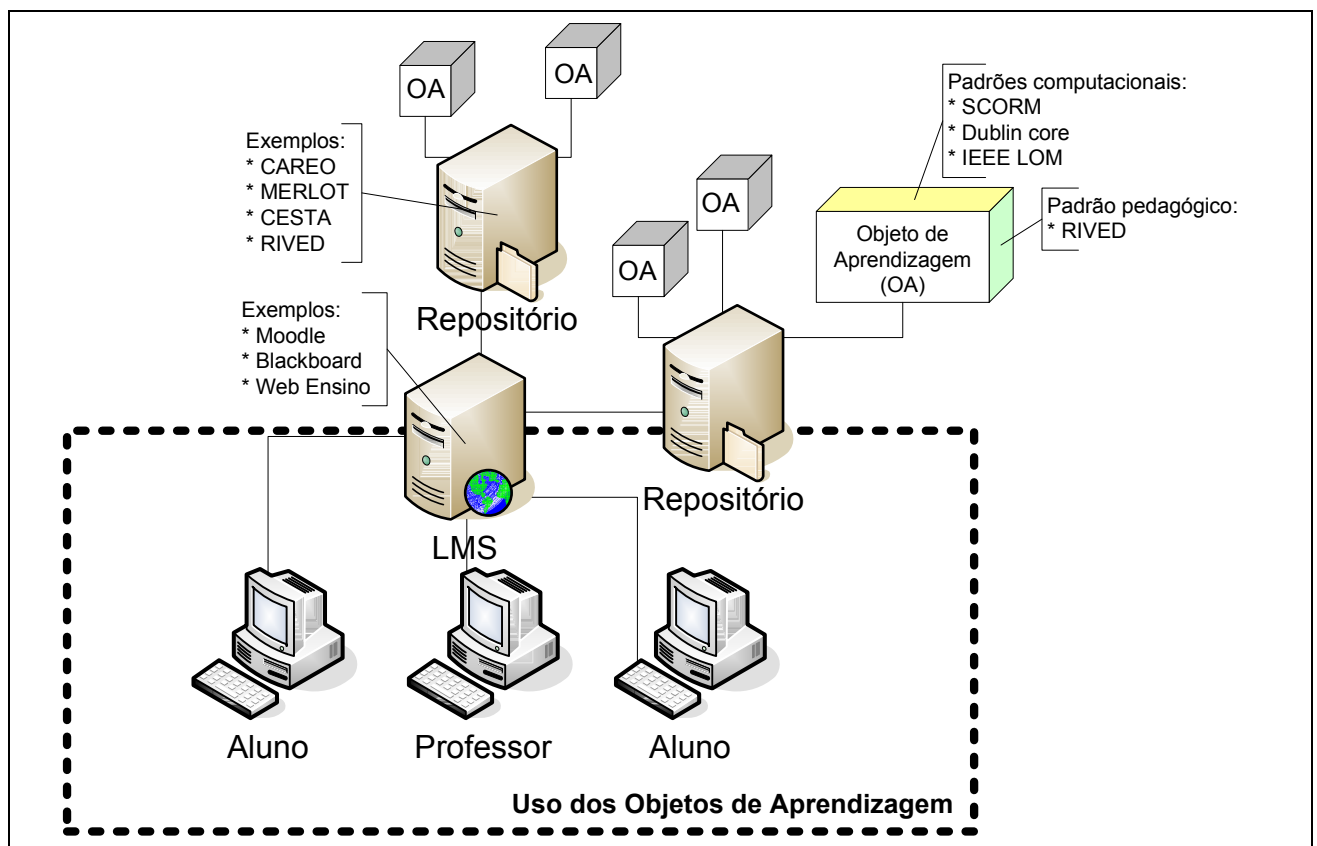 OA
OA
Exemplos:
* CAREO
* MERLOT
* CESTA
* RIVED
Repositório
Padrões computacionais:
* SCORM
* Dublin core
* IEEE LOM
OA
OA
Objeto de
Aprendizagem
(OA)
Padrão pedagógico:
* RIVED
Exemplos:
* Moodle
* Blackboard
* Web Ensino
Repositório
LMS
Aluno
Professor
Aluno
Uso dos Objetos de Aprendizagem